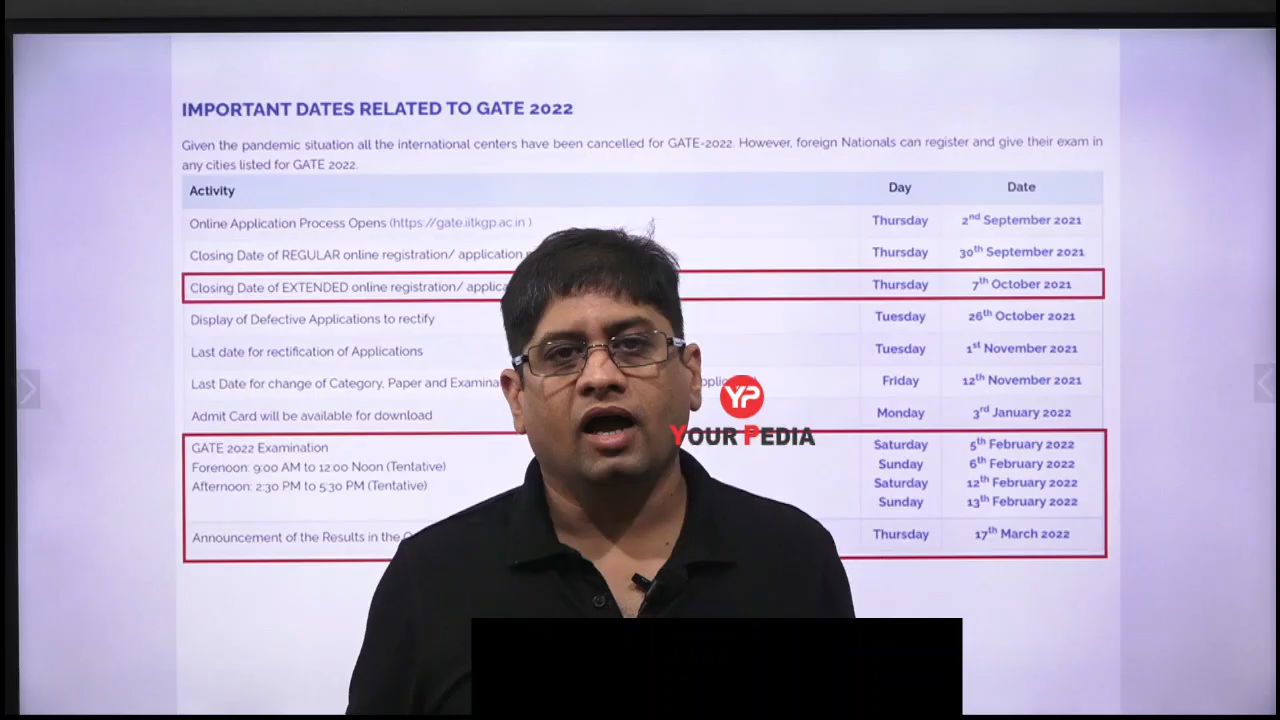 IMPORTANT DATES RELATED TO GATE 2022
Given the pandemic situation all the international centers have been cancelled for GATE-2022. However, foreign Nationals can register and give their exam in
any cities listed for GATE 2022.
Activity Day Date
Online Application Process Opens (https://gate.iitkgp.ac.in ) Thursday 2nd September 2021
Closing Date of REGULAR online registration/ application Thursday 30th September 2021
Closing Date of EXTENDED online registration/ Thursday 7th October 2021
Display of Defective Applications to rectify Tuesday 26th October 2021
Last date for rectification of Applications Tuesday 1st November 2021
Last Date for change of Category, Paper and Friday 12th November 2021
YP
YOUR PEDIA
Admit Card will be available for download Monday 3rd January 2022
GATE 2022 Examination Saturday 5th February 2022
Forenoon: 9:00 AM to 12:00 Noon (Tentative) Sunday 6th February 2022
Afternoon: 2:30 PM to 5:30 PM (Tentative) Saturday 12th February 2022
Sunday 13th February 2022
Announcement of the Results in the Thursday 17th March 2022